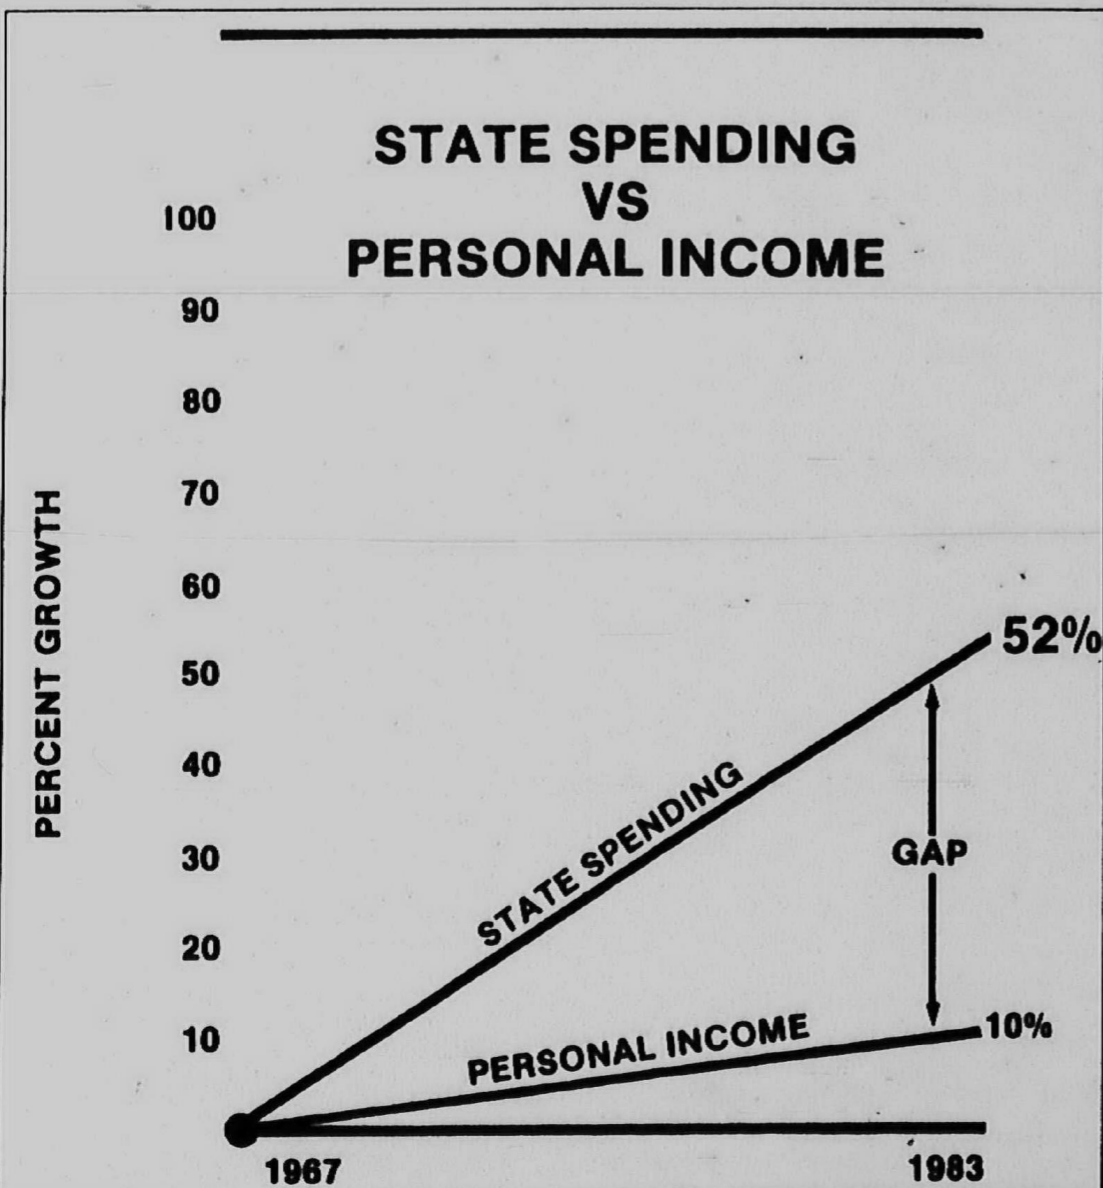 STATE SPENDING
VS
PERSONAL INCOME
PERCENT GROWTH
100
90
80
70
60
50
40
30
20
10
STATE SPENDING
52%
GAP
PERSONAL INCOME
10%
1967
1983